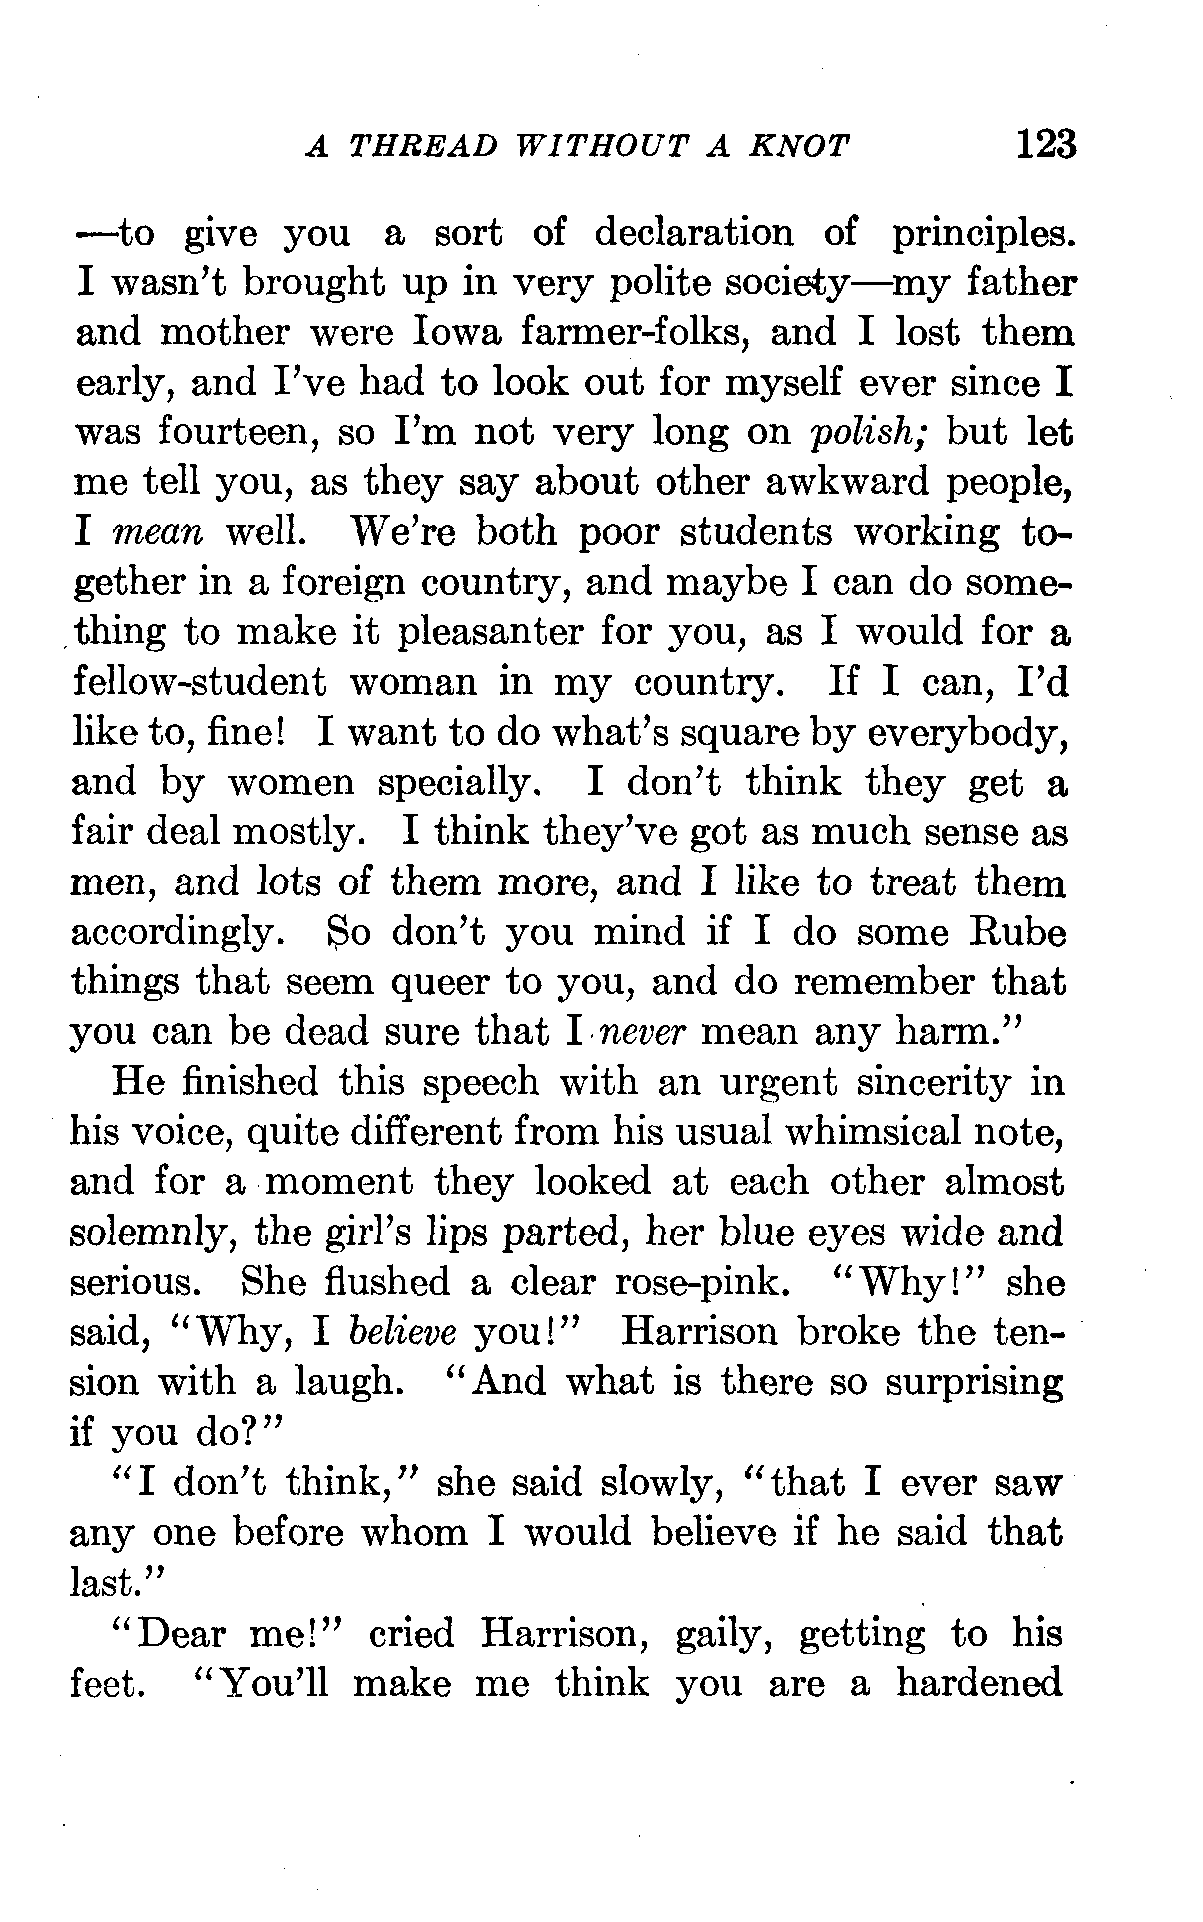 A THREAD WITHOUT A KNOT 123
—to give you a sort of declaration of principles.
I wasn't brought up in very polite society—my father
and mother were Iowa farmer-folks, and I lost them
early, and I've had to look out for myself ever since I
was fourteen, so I'm not very long on polish; but let
me tell you, as they say about other awkward people,
I mean well. We're both poor students working to-
gether in a foreign country, and maybe I can do some-
thing to make it pleasanter for you, as I would for a
fellow-student woman in my country. If I can, I'd
like to, fine! I want to do what's square by everybody,
and by women specially. I don't think they get a
fair deal mostly. I think they've got as much sense as
men, and lots of them more, and I like to treat them
accordingly. So don't you mind if I do some Rube
things that seem queer to you, and do remember that
you can be dead sure that I never mean any harm."
He finished this speech with an urgent sincerity in
his voice, quite different from his usual whimsical note,
and for a moment they looked at each other almost
solemnly, the girl's lips parted, her blue eyes wide and
serious. She flushed a clear rose-pink. "Why!" she
said, "Why, I believe you!" Harrison broke the ten-
sion with a laugh. "And what is there so surprising
if you do?"
"I don't think," she said slowly, "that I ever saw
any one before whom I would believe if he said that
last."
"Dear me!" cried Harrison, gaily, getting to his
feet. "You'll make me think you are a hardened